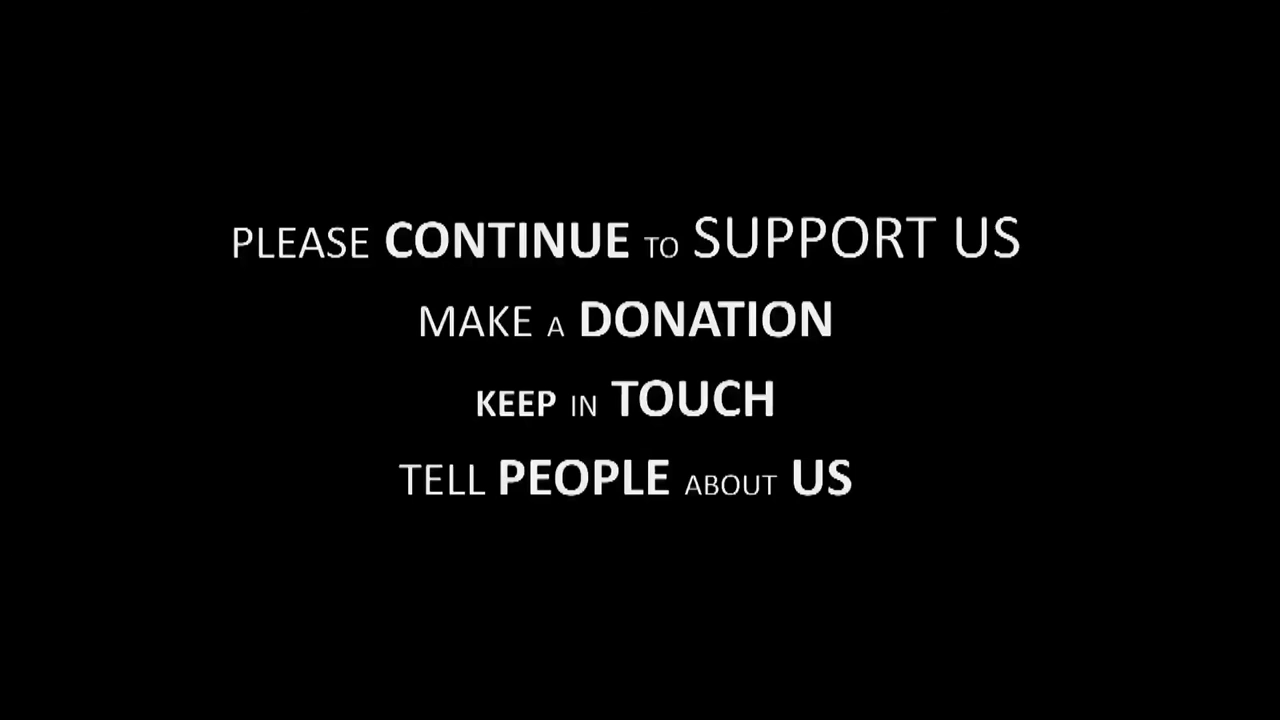 PLEASE CONTINUE TO SUPPORT US
MAKE A DONATION
KEEP IN TOUCH
TELL PEOPLE ABOUT US